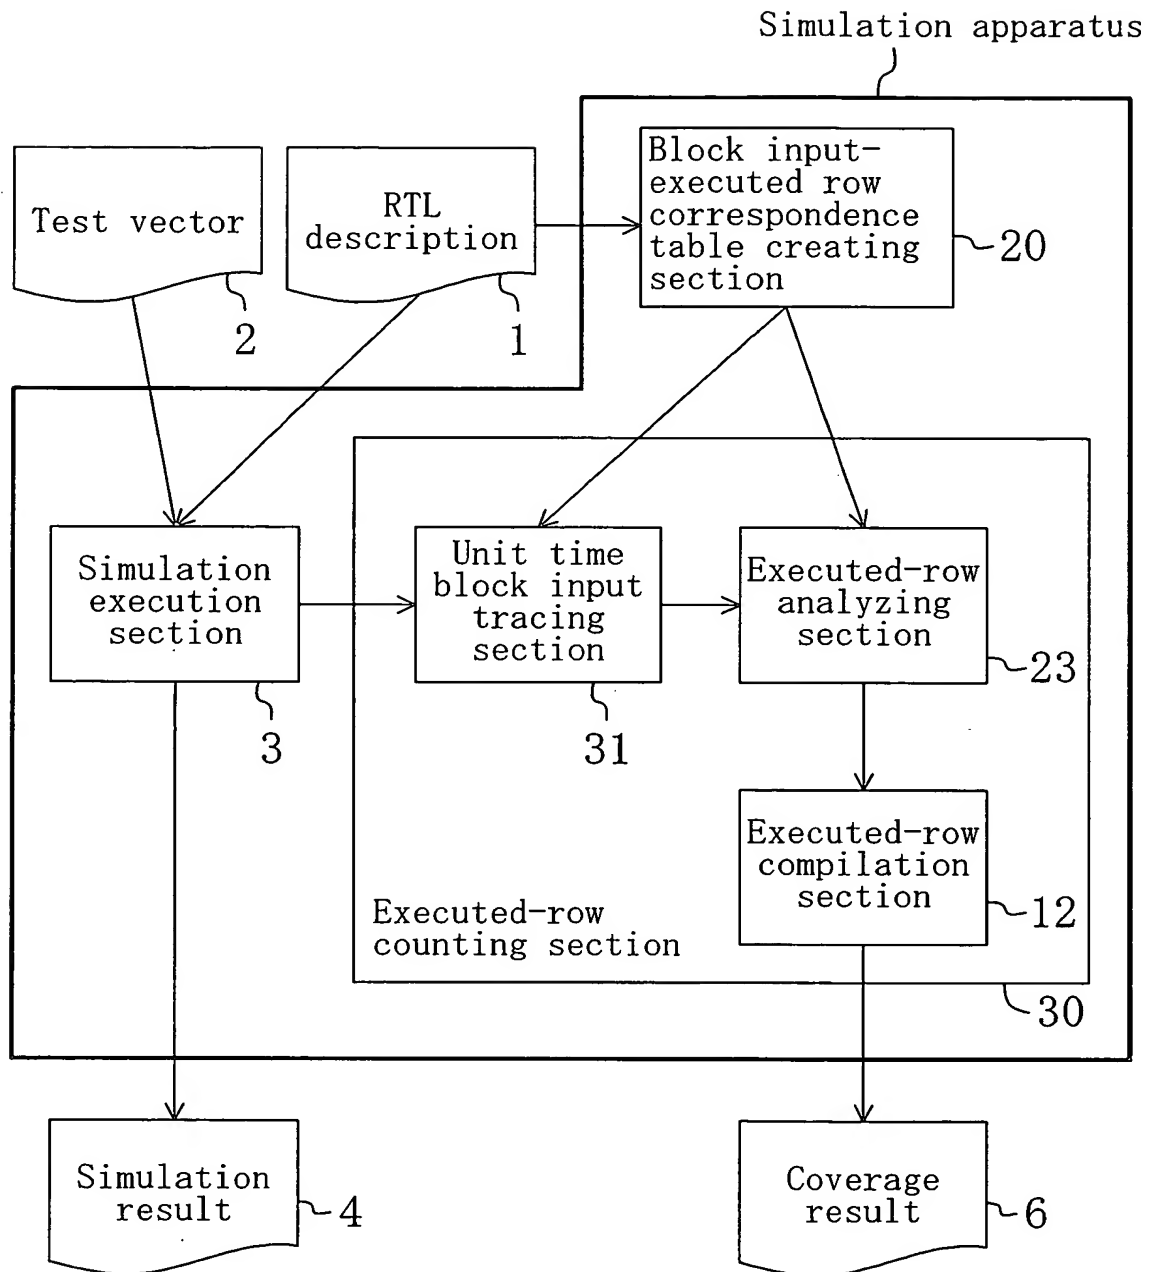 Simulation apparatus
Block input-
executed row
correspondence
table creating
section
20
Test vector
2
RTL
description
1
Simulation
execution
section
3
Unit time
block input
tracing
section
31
Executed-row
analyzing
section
23
Executed-row
compilation
section
12
Executed-row
counting section
30
Simulation
result
4
Coverage
result
6